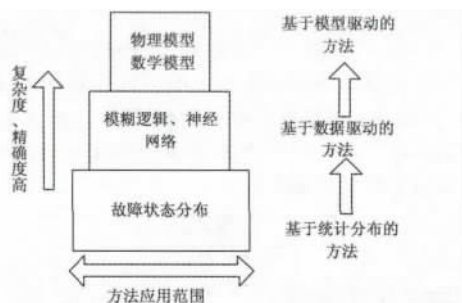 物理模型
数学模型
基于模型驱动的
方法
复杂度、精确度高
模糊逻辑、神经
网络
基于数据驱动的
方法
故障状态分布
基于统计分布的
方法
方法应用范围